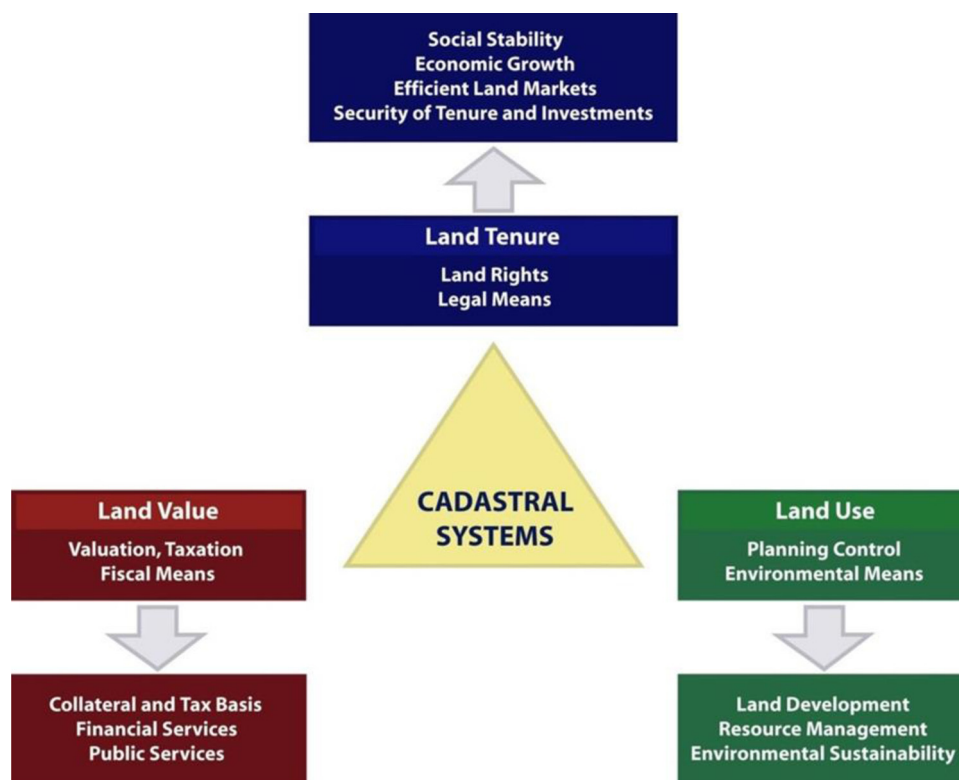 Social Stability
Economic Growth
Efficient Land Markets
Security of Tenure and Investments
Land Tenure
Land Rights
Legal Means
CADASTRAL
SYSTEMS
Land Value
Valuation, Taxation
Fiscal Means
Collateral and Tax Basis
Financial Services
Public Services
Land Use
Planning Control
Environmental Means
Land Development
Resource Management
Environmental Sustainability